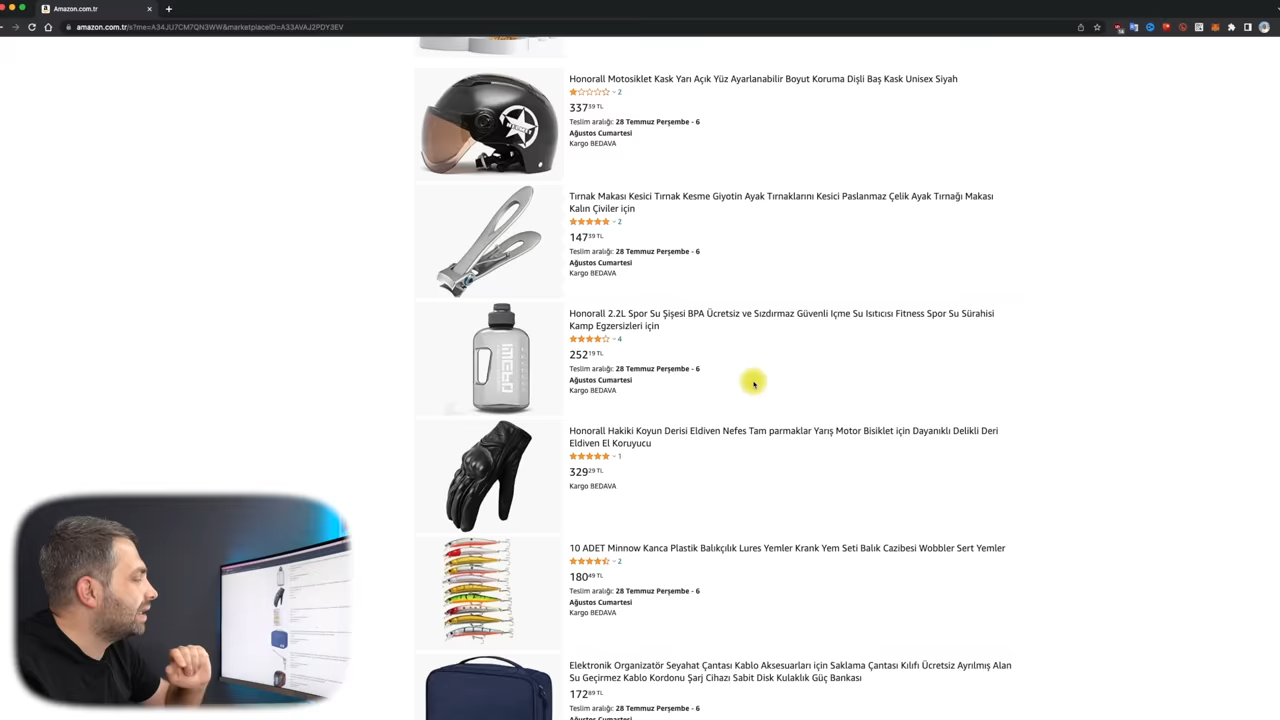 Amazon.com.tr
amazon.com.tr/s?me=A34JU7CM7QN3WW&marketplaceID=A33AVAJ2PDY3EV
Honorall Motosiklet Kask Yarı Açık Yüz Ayarlanabilir Boyut Koruma Dişli Baş Kask Unisex Siyah
2
337 39 TL
Teslim aralığı: 28 Temmuz Perşembe - 6
Ağustos Cumartesi
Kargo BEDAVA
Tırnak Makası Kesici Tırnak Kesme Giyotin Ayak Tırnaklarını Kesici Paslanmaz Çelik Ayak Tırnağı Makası
Kalın Çiviler için
2
147 39 TL
Teslim aralığı: 28 Temmuz Perşembe - 6
Ağustos Cumartesi
Kargo BEDAVA
Honorall 2.2L Spor Su Şişesi BPA Ücretsiz ve Sızdırmaz Güvenli Içme Su Isıtıcısı Fitness Spor Su Sürahisi
Kamp Egzersizleri için
4
252 19 TL
Teslim aralığı: 28 Temmuz Perşembe - 6
Ağustos Cumartesi
Kargo BEDAVA
Honorall Hakiki Koyun Derisi Eldiven Nefes Tam parmaklar Yarış Motor Bisiklet için Dayanıklı Delikli Deri
Eldiven El Koruyucu
1
329 29 TL
Kargo BEDAVA
10 ADET Minnow Kanca Plastik Balıkçılık Lures Yemler Krank Yem Seti Balık Cazibesi Wobbler Sert Yemler
2
180 49 TL
Teslim aralığı: 28 Temmuz Perşembe - 6
Ağustos Cumartesi
Kargo BEDAVA
Elektronik Organizatör Seyahat Çantası Kablo Aksesuarları için Saklama Çantası Kılıfı Ücretsiz Ayrılmış Alan
Su Geçirmez Kablo Kordonu Şarj Cihazı Sabit Disk Kulaklık Güç Bankası
172 89 TL
Teslim aralığı: 28 Temmuz Perşembe - 6
Ağustos Cumartesi